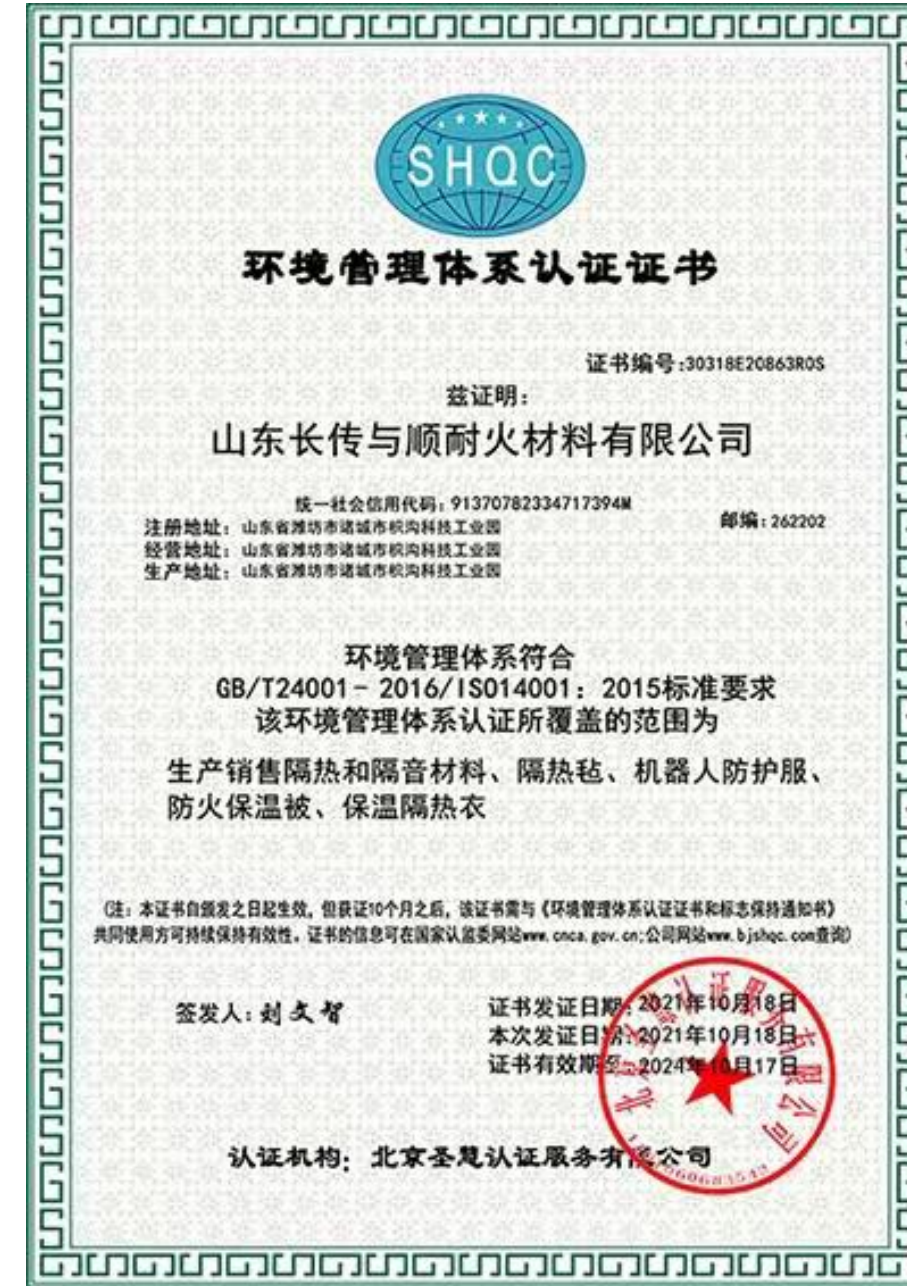 SHQC
环境管理体系认证证书
证书编号:30318E20863R0S
兹证明:
山东长传与顺耐火材料有限公司
统一社会信用代码:91370782334717394M
邮编:262202
注册地址:山东省潍坊市诸城市枳沟科技工业园
经营地址:山东省潍坊市诸城市枳沟科技工业园
生产地址:山东省潍坊市诸城市枳沟科技工业园
环境管理体系符合
GB/T24001-2016/ISO14001:2015标准要求
该环境管理体系认证所覆盖的范围为
生产销售隔热和隔音材料、隔热毡、机器人防护服、
防火保温被、保温隔热衣
(注:本证书自颁发之日起生效,但获证10个月之后,该证书需与《环境管理体系认证证书和标志保持通知书》
共同使用方可持续保持有效性。证书的信息可在国家认监委网站www.cnca.gov.cn;公司网站www.bjshqc.com查询)
签发人:刘文智
证书发证日期:2021年10月18日
本次发证日期:2021年10月18日
证书有效期至:2024年10月17日
认证机构:北京圣慧认证服务有限公司